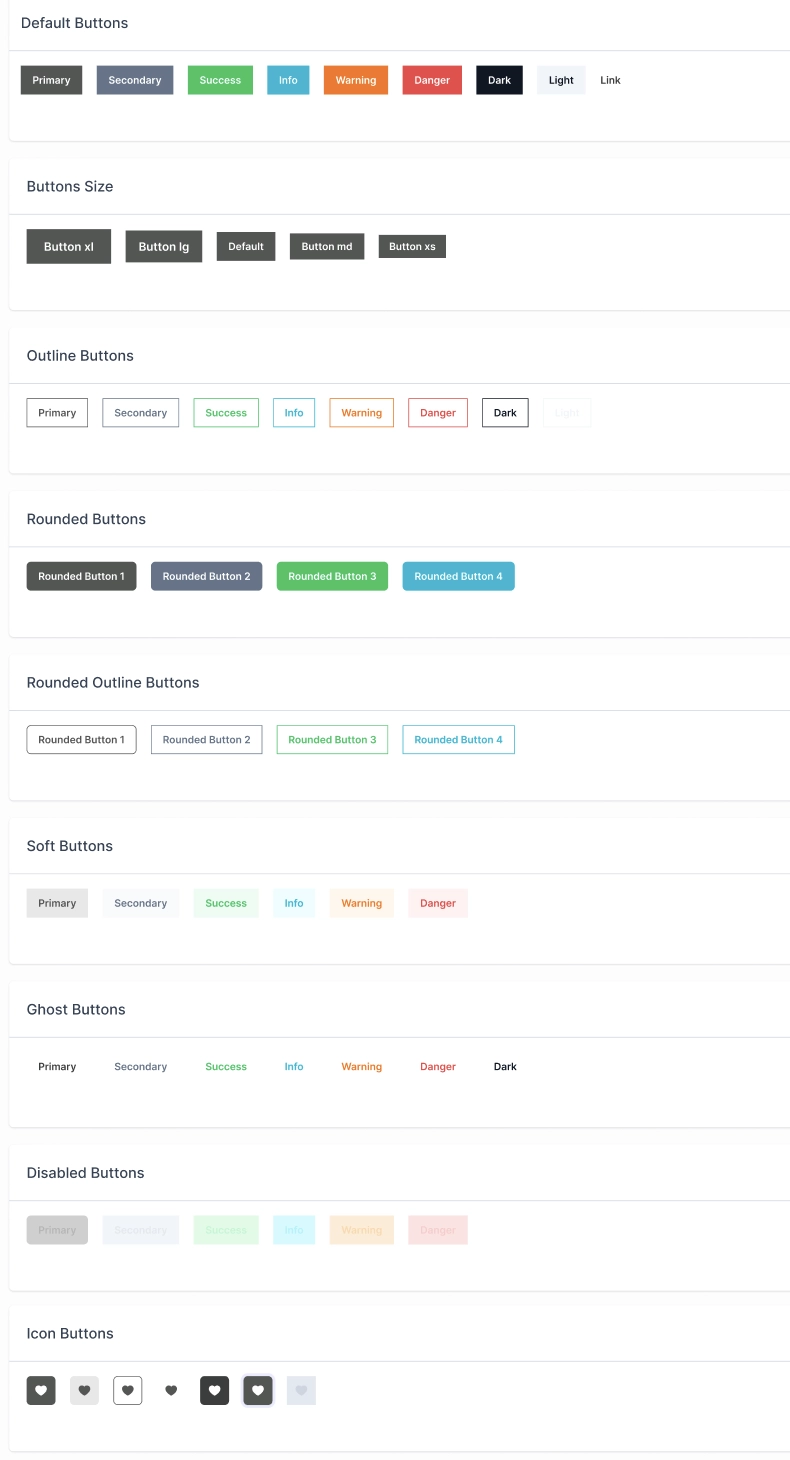 Default Buttons
Primary Secondary Success Info Warning Danger Dark Light Link
Buttons Size
Button xl Button lg Default Button md Button xs
Outline Buttons
Primary Secondary Success Info Warning Danger Dark Light
Rounded Buttons
Rounded Button 1 Rounded Button 2 Rounded Button 3 Rounded Button 4
Rounded Outline Buttons
Rounded Button 1 Rounded Button 2 Rounded Button 3 Rounded Button 4
Soft Buttons
Primary Secondary Success Info Warning Danger
Ghost Buttons
Primary Secondary Success Info Warning Danger Dark
Disabled Buttons
Primary Secondary Success Info Warning Danger
Icon Buttons